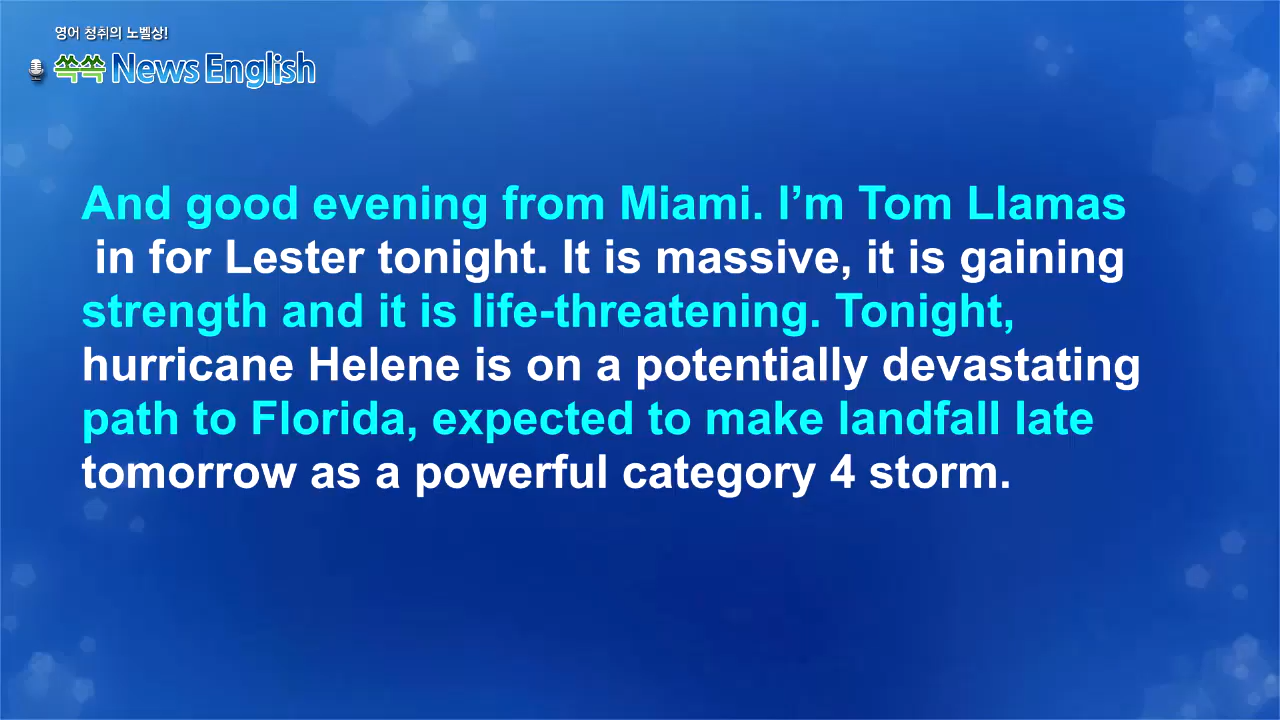 영어 청취의 노벨상!
쏙쏙 News English
And good evening from Miami. I’m Tom Llamas
in for Lester tonight. It is massive, it is gaining
strength and it is life-threatening. Tonight,
hurricane Helene is on a potentially devastating
path to Florida, expected to make landfall late
tomorrow as a powerful category 4 storm.